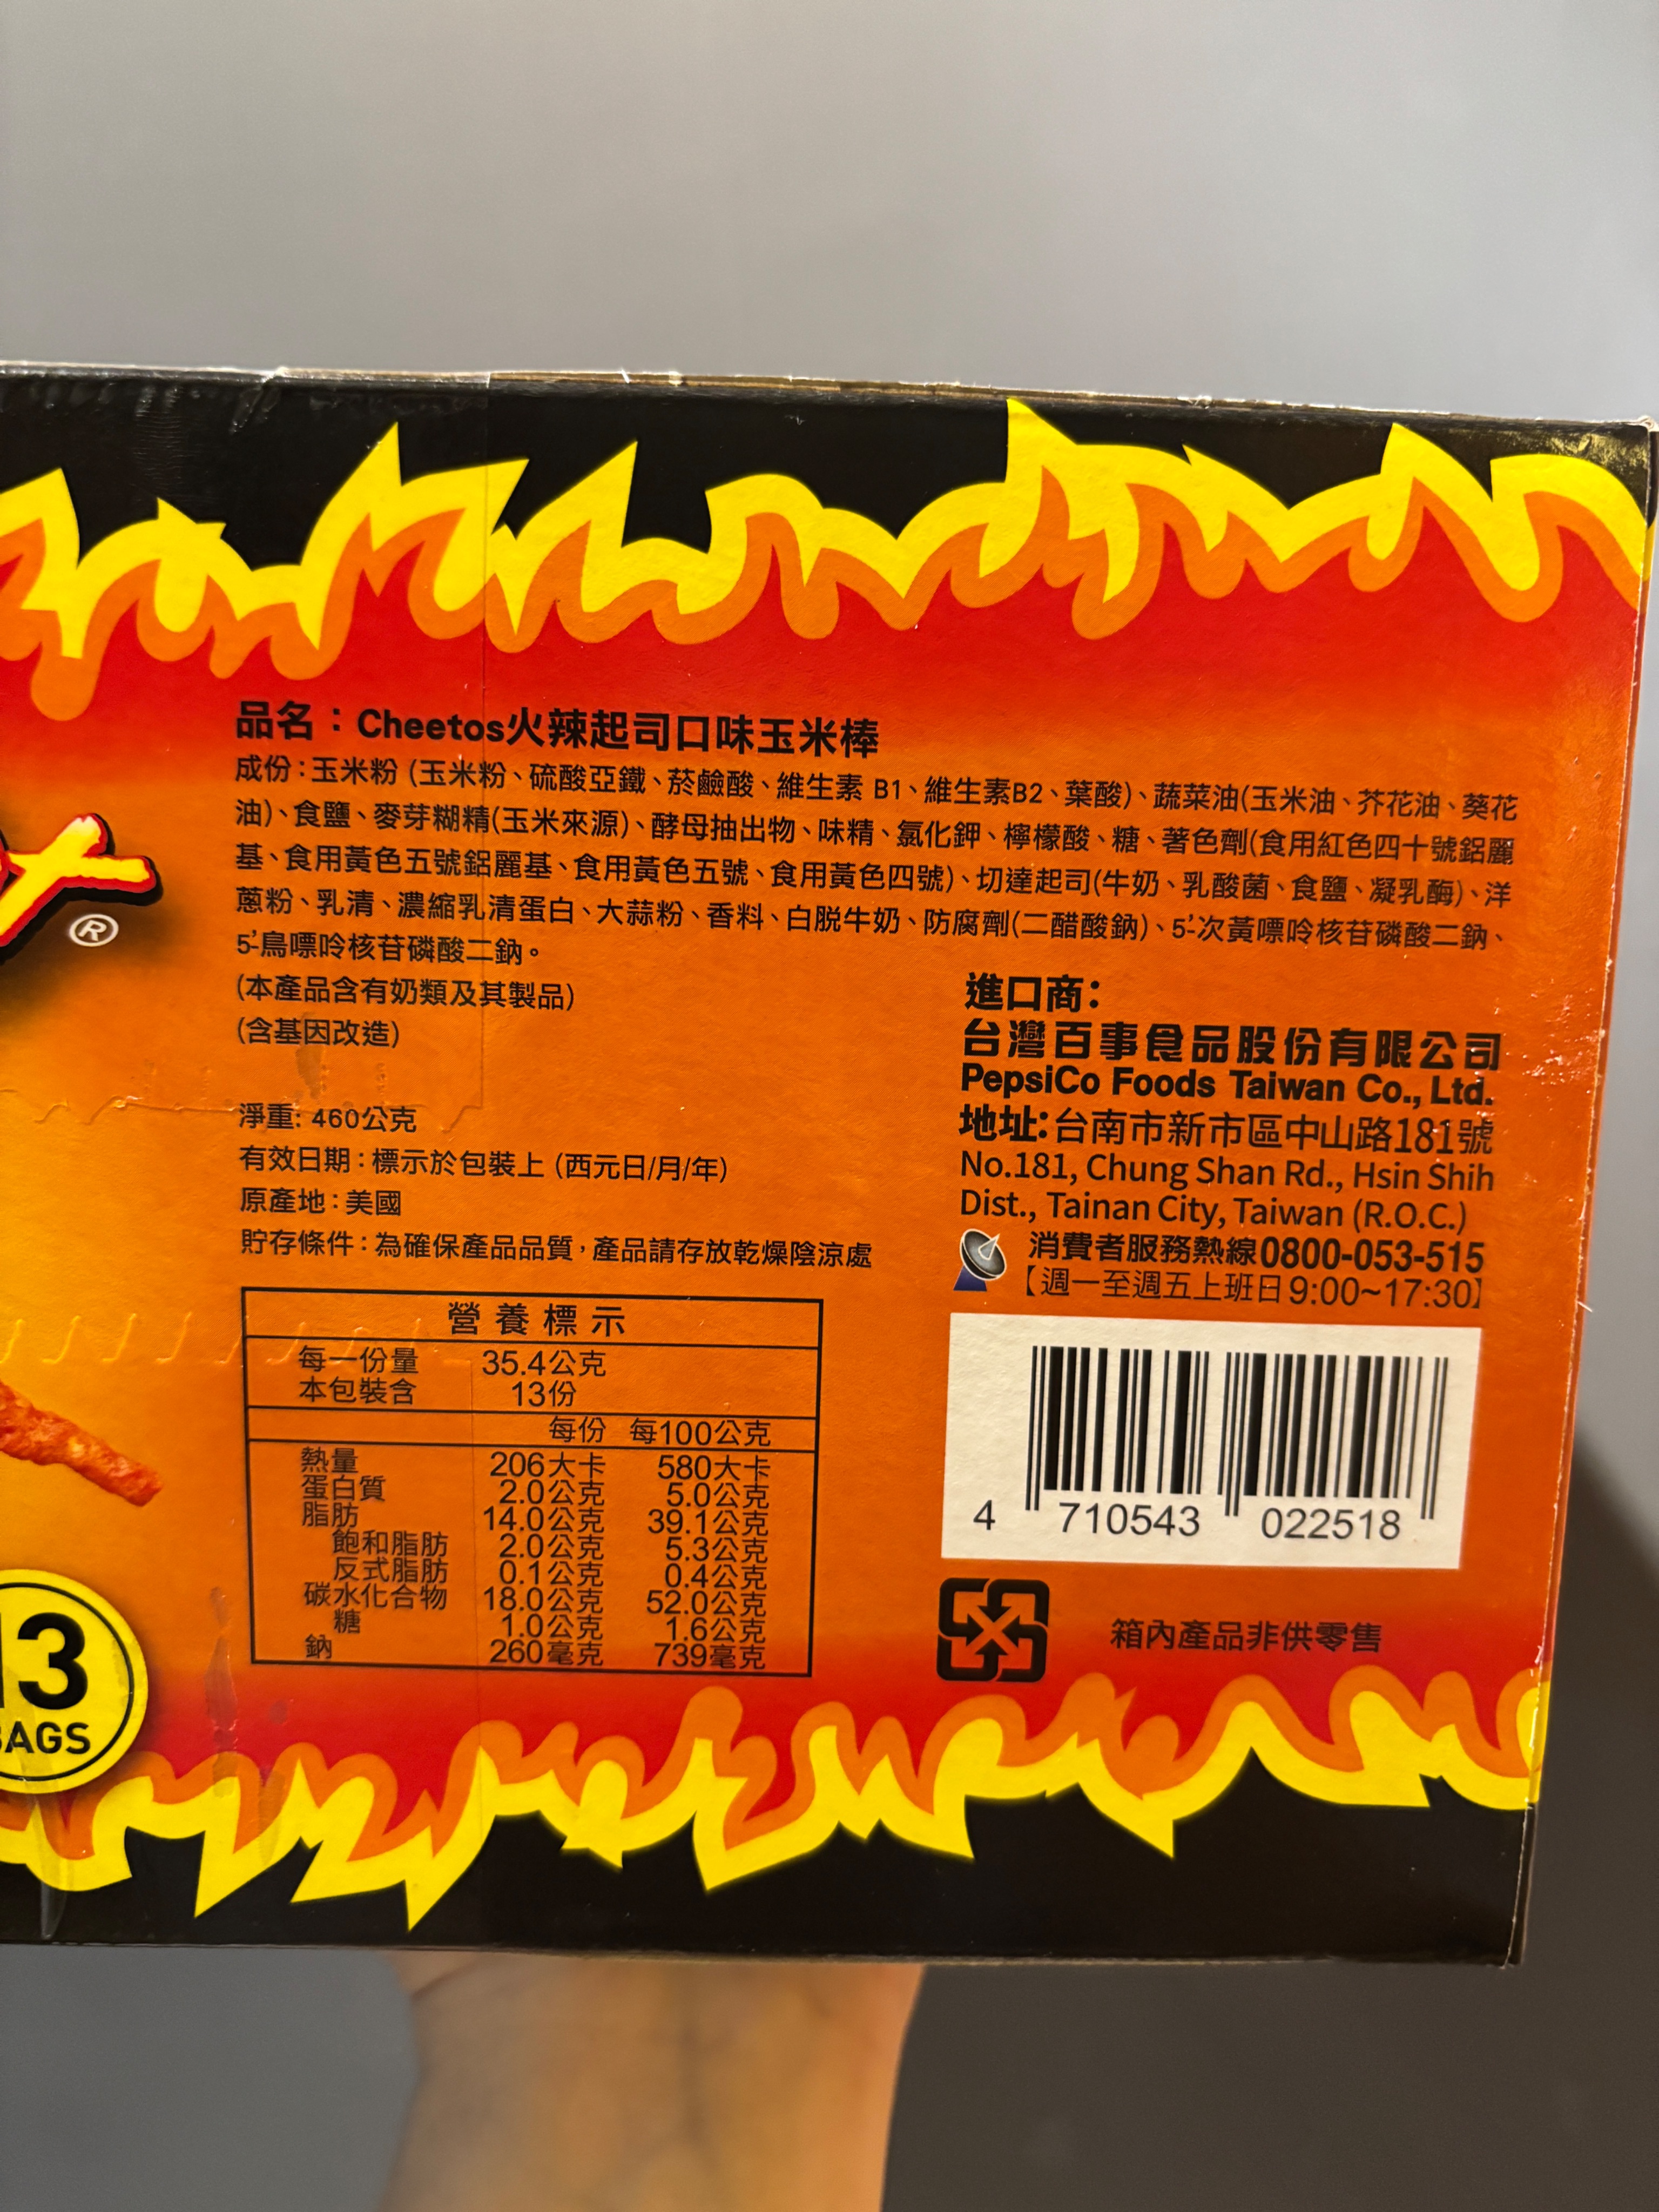 品名：Cheetos火辣起司口味玉米棒
成份：玉米粉 (玉米粉、硫酸亞鐵、菸鹼酸、維生素 B1、維生素B2、葉酸)、蔬菜油(玉米油、芥花油、葵花
油)、食鹽、麥芽糊精(玉米來源)、酵母抽出物、味精、氯化鉀、檸檬酸、糖、著色劑(食用紅色四十號鋁麗
基、食用黃色五號鋁麗基、食用黃色五號、食用黃色四號)、切達起司(牛奶、乳酸菌、食鹽、凝乳酶)、洋
蔥粉、乳清、濃縮乳清蛋白、大蒜粉、香料、白脫牛奶、防腐劑(二醋酸鈉)、5'-次黃嘌呤核苷磷酸二鈉、
5'-鳥嘌呤核苷磷酸二鈉。
(本產品含有奶類及其製品)
(含基因改造)
淨重: 460公克
有效日期：標示於包裝上 (西元日/月/年)
原產地：美國
貯存條件：為確保產品品質，產品請存放乾燥陰涼處
營養標示
每一份量 35.4公克
本包裝含 13份
每份 每100公克
熱量 206大卡 580大卡
蛋白質 2.0公克 5.0公克
脂肪 14.0公克 39.1公克
飽和脂肪 2.0公克 5.3公克
反式脂肪 0.1公克 0.4公克
碳水化合物 18.0公克 52.0公克
糖 1.0公克 1.6公克
鈉 260毫克 739毫克
進口商：
台灣百事食品股份有限公司
PepsiCo Foods Taiwan Co., Ltd.
地址：台南市新市區中山路181號
No.181, Chung Shan Rd., Hsin Shih
Dist., Tainan City, Taiwan (R.O.C.)
消費者服務熱線0800-053-515
【週一至週五上班日9:00~17:30】
4 710543 022518
箱內產品非供零售
®
13
BAGS